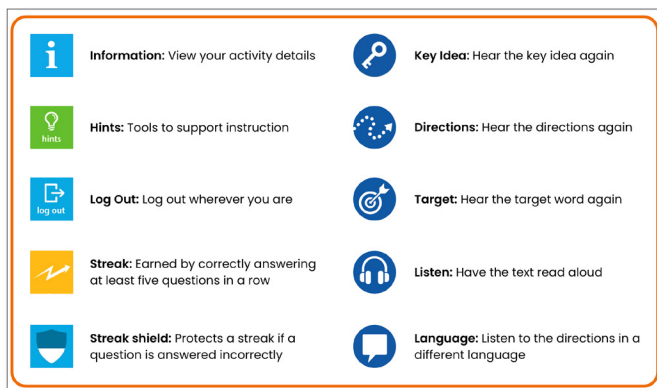 Information: View your activity details
hints
Hints: Tools to support instruction
log out
Log Out: Log out wherever you are
Streak: Earned by correctly answering
at least five questions in a row
Streak shield: Protects a streak if a
question is answered incorrectly
Key Idea: Hear the key idea again
Directions: Hear the directions again
Target: Hear the target word again
Listen: Have the text read aloud
Language: Listen to the directions in a
different language